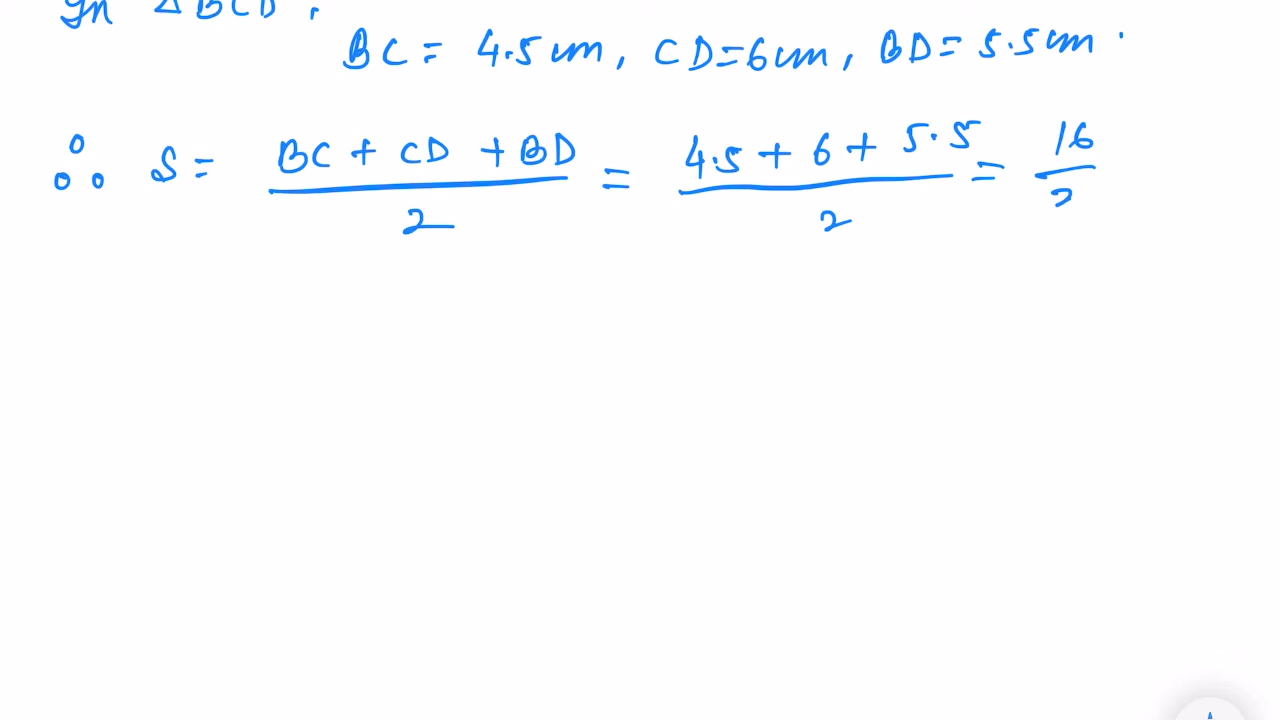 In △BCD,
BC = 4.5 cm, CD = 6 cm, BD = 5.5 cm.
∴ S = (BC + CD + BD)/2 = (4.5 + 6 + 5.5)/2 = 16/2